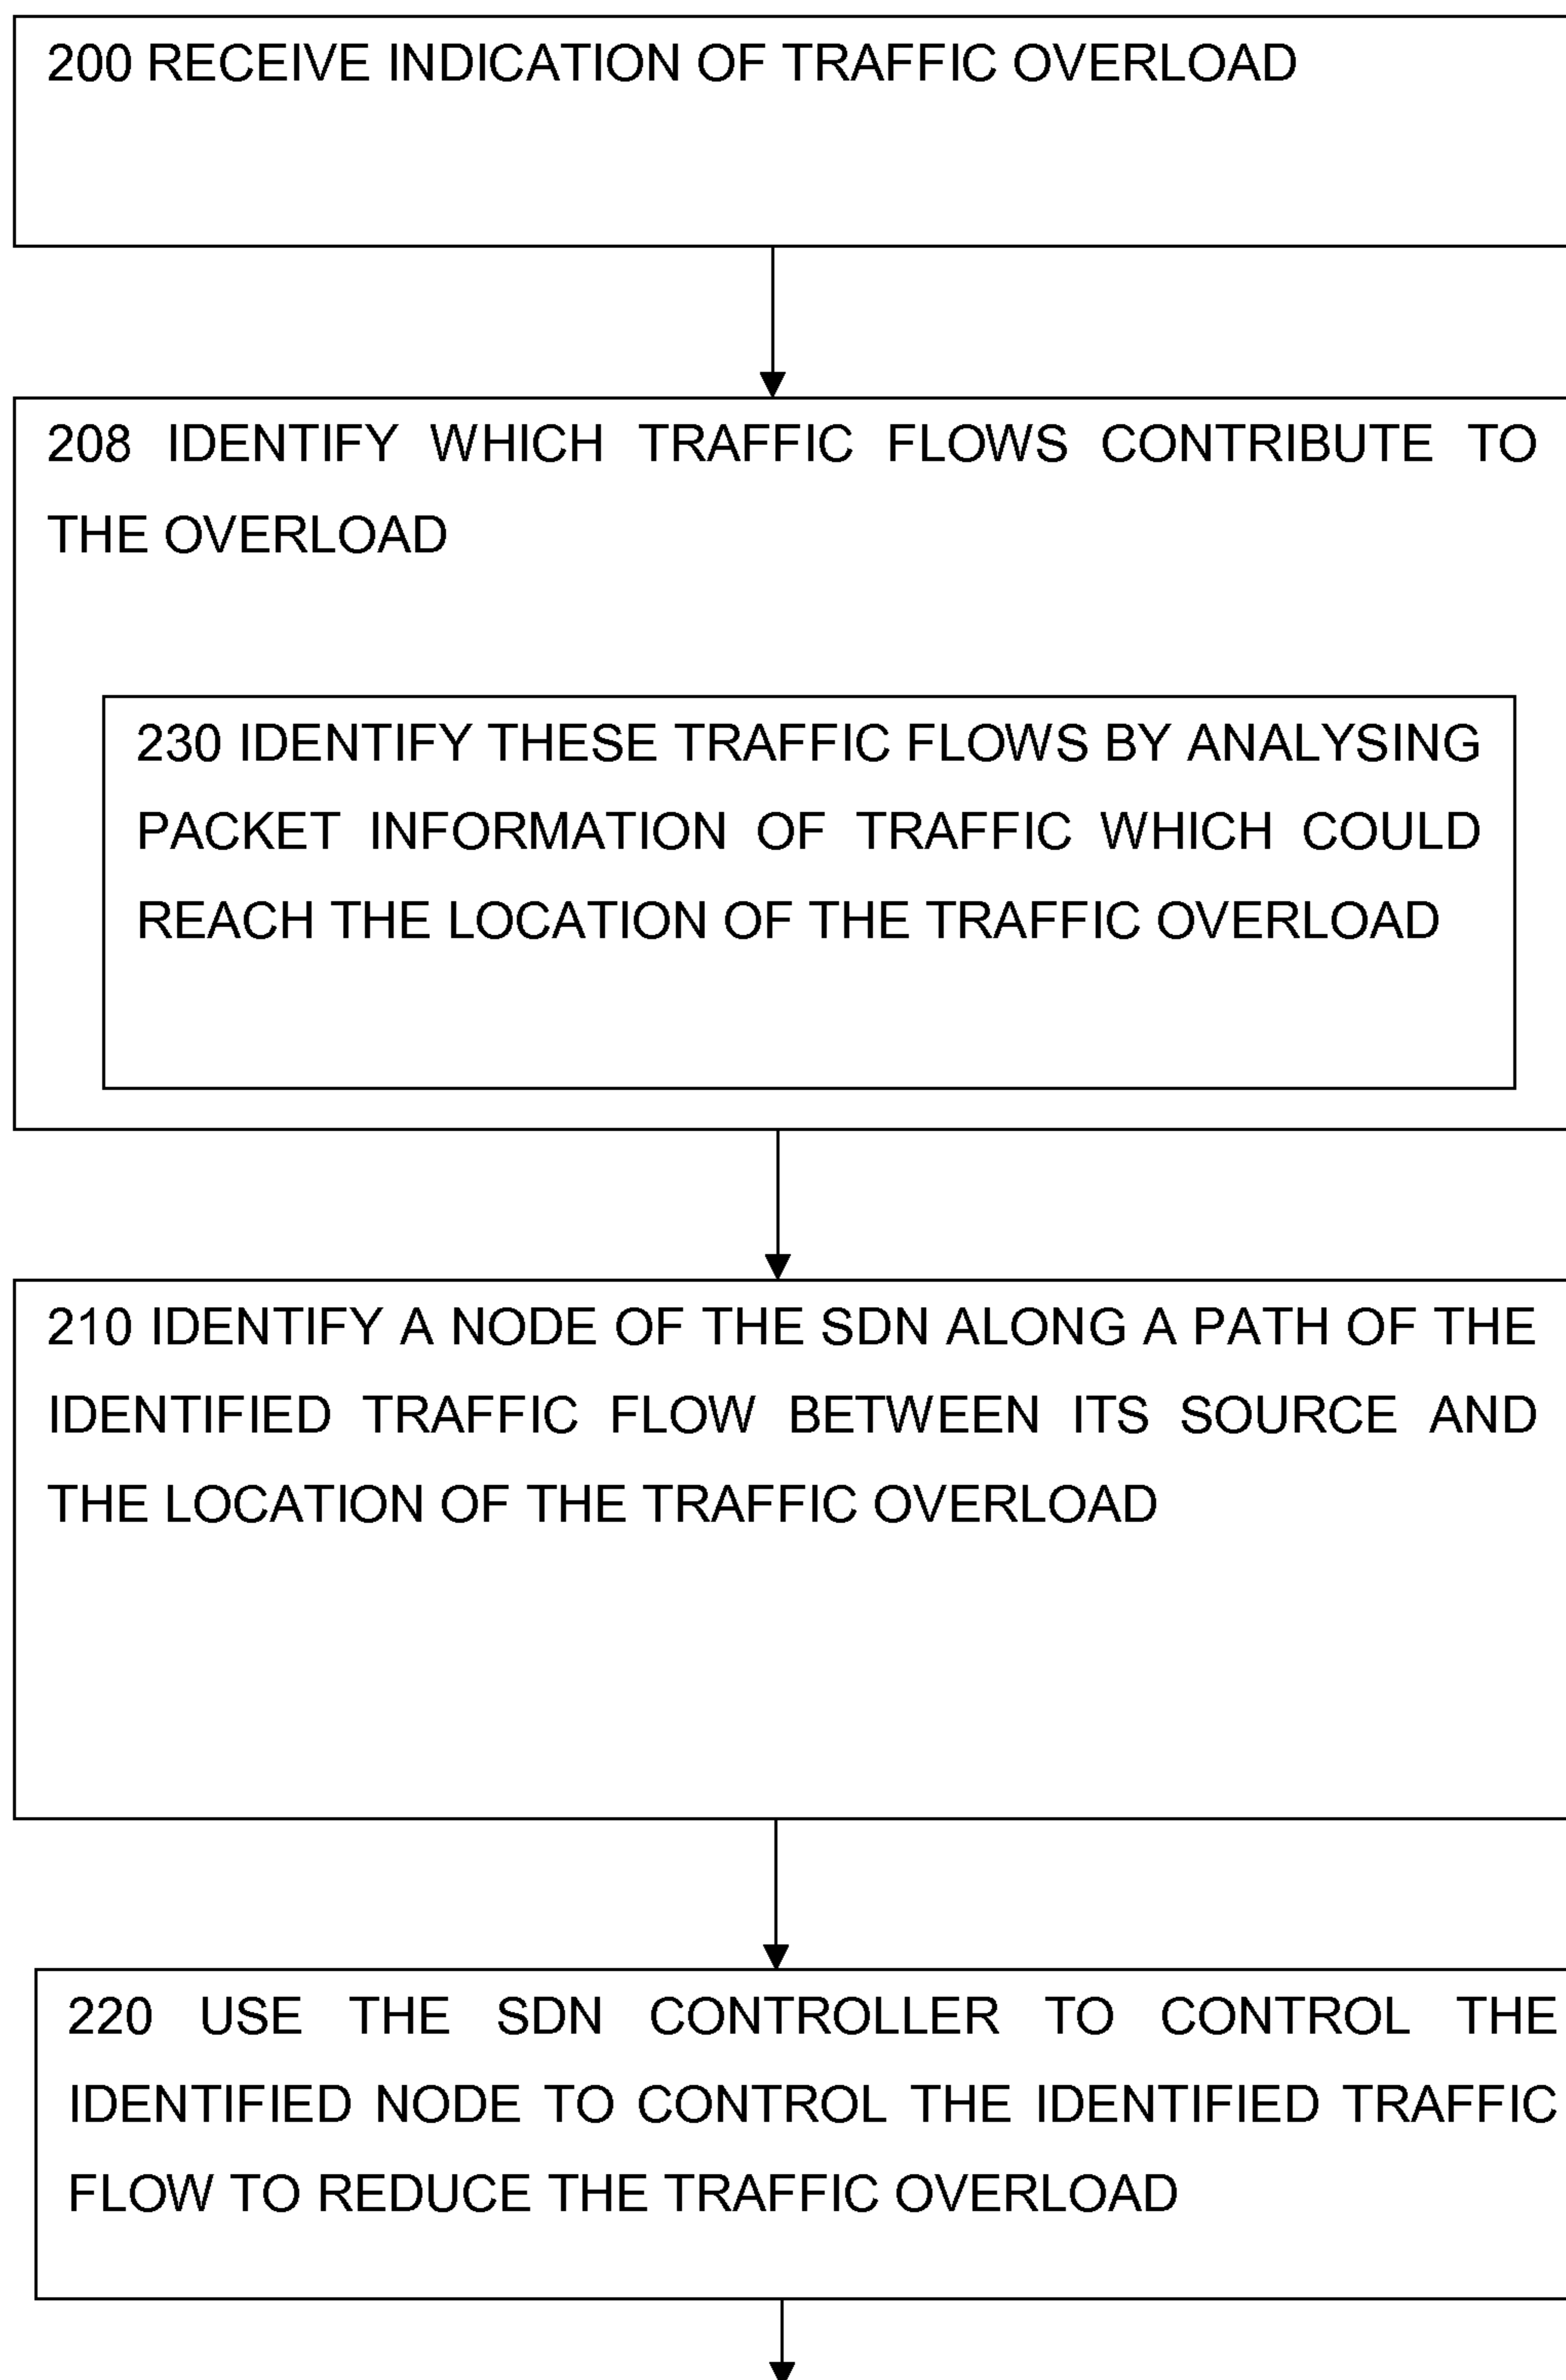 200 RECEIVE INDICATION OF TRAFFIC OVERLOAD
208 IDENTIFY WHICH TRAFFIC FLOWS CONTRIBUTE TO
THE OVERLOAD
230 IDENTIFY THESE TRAFFIC FLOWS BY ANALYSING
PACKET INFORMATION OF TRAFFIC WHICH COULD
REACH THE LOCATION OF THE TRAFFIC OVERLOAD
210 IDENTIFY A NODE OF THE SDN ALONG A PATH OF THE
IDENTIFIED TRAFFIC FLOW BETWEEN ITS SOURCE AND
THE LOCATION OF THE TRAFFIC OVERLOAD
220 USE THE SDN CONTROLLER TO CONTROL THE
IDENTIFIED NODE TO CONTROL THE IDENTIFIED TRAFFIC
FLOW TO REDUCE THE TRAFFIC OVERLOAD